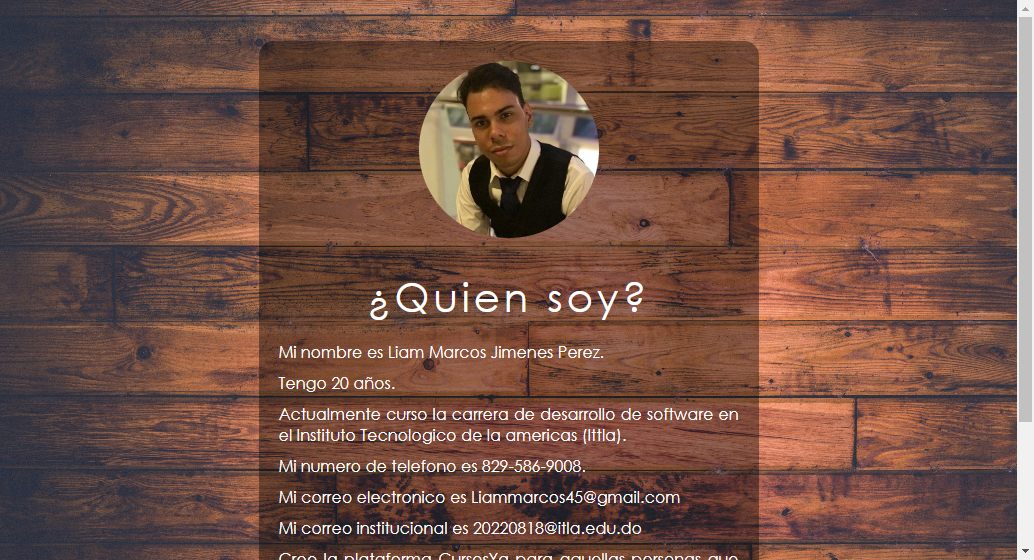 ¿Quien soy?
Mi nombre es Liam Marcos Jimenes Perez.
Tengo 20 años.
Actualmente curso la carrera de desarrollo de software en
el Instituto Tecnologico de la americas (Ittla).
Mi numero de telefono es 829-586-9008.
Mi correo electronico es Liammarcos45@gmail.com
Mi correo institucional es 20220818@itla.edu.do
Cree la plataforma CursosYa para aquellas personas que